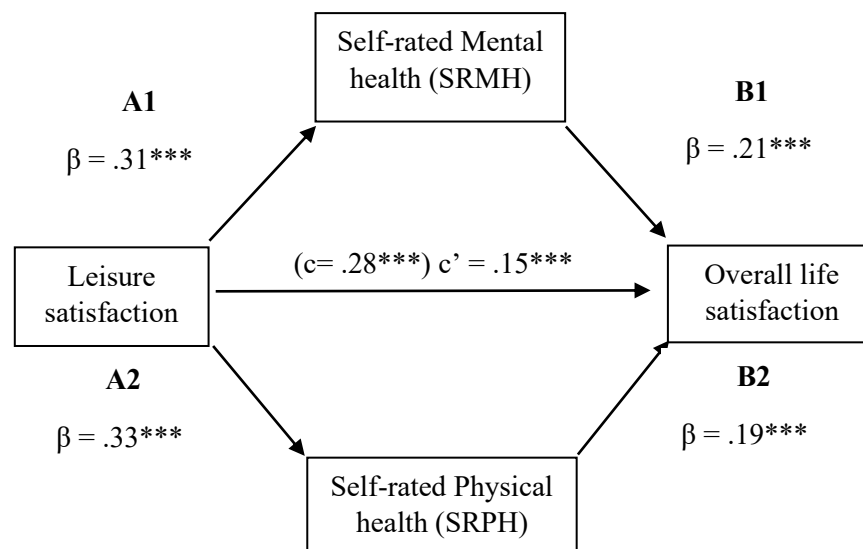 Self-rated Mental
health (SRMH)
A1
β = .31***
B1
β = .21***
Leisure
satisfaction
(c= .28***) c’ = .15***
Overall life
satisfaction
A2
β = .33***
B2
β = .19***
Self-rated Physical
health (SRPH)